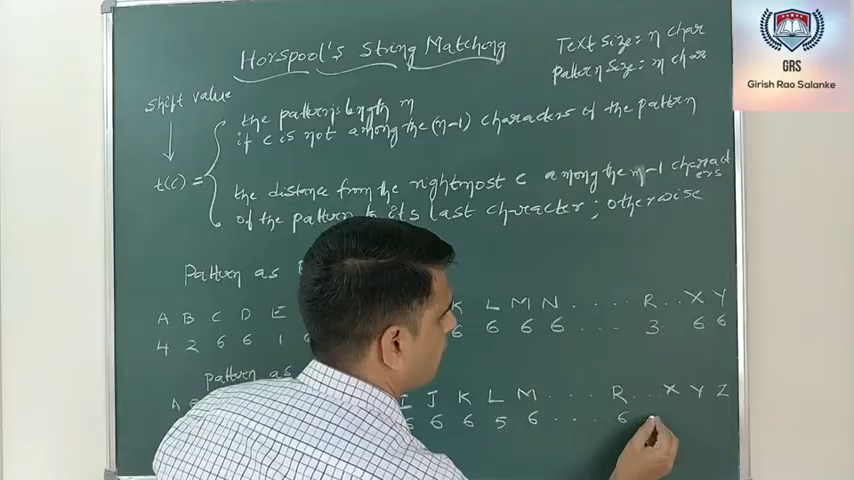 Horspool's String Matching
Text size = n char
Pattern size = m char
GRS
Girish Rao Salanke
shift value
the pattern's length m
if c is not among the (m-1) characters of the pattern
t(c) =
the distance from the rightmost c among the m-1 characters
of the pattern to its last character; otherwise
Pattern as
A B C D E K L M N .... R .. X Y
4 2 6 6 1 6 6 6 6 ... 3 6 6
pattern as
A I J K L M .... R ... X Y Z
6 6 6 5 6 .... 6